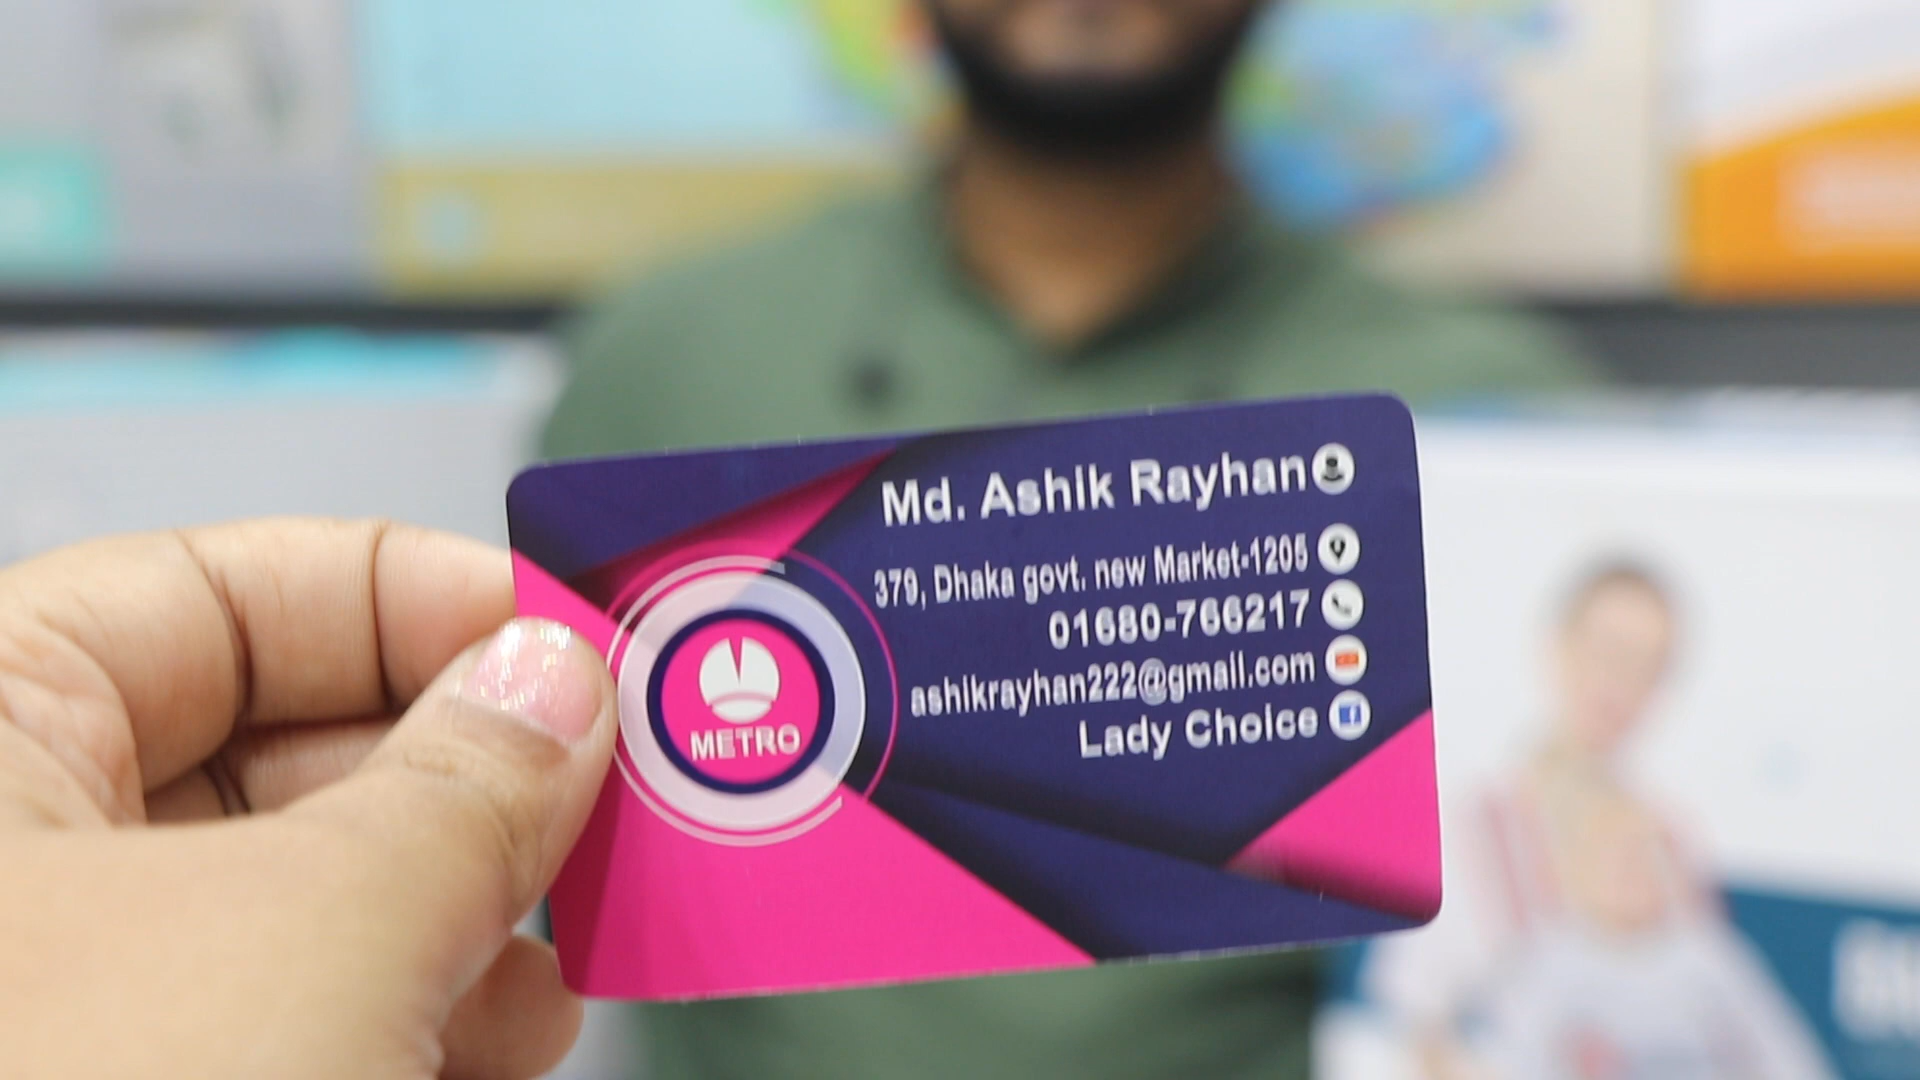 Md. Ashik Rayhan
379, Dhaka govt. new Market-1205
01680-766217
ashikrayhan222@gmail.com
Lady Choice
METRO